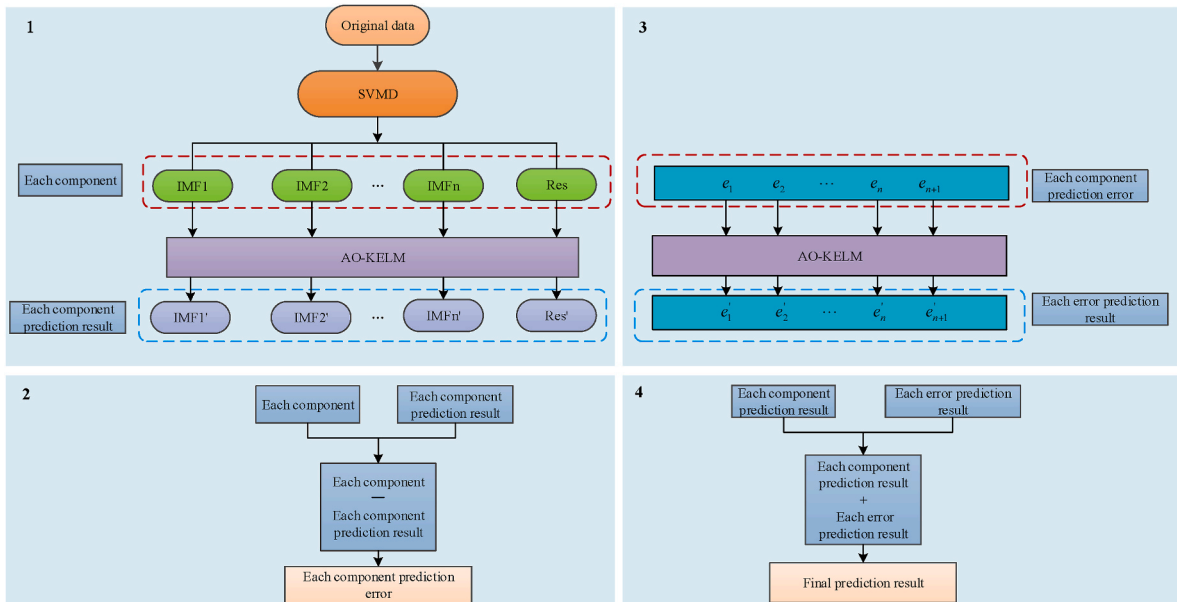 1
Original data
SVMD
Each component
IMF1 IMF2 ... IMFn Res
AO-KELM
Each component
prediction result
IMF1' IMF2' ... IMFn' Res'
2
Each component
Each component
prediction result
Each component
—
Each component
prediction result
Each component prediction
error
3
e₁ e₂ ... eₙ eₙ₊₁
Each component
prediction error
AO-KELM
e₁' e₂' ... eₙ' eₙ₊₁'
Each error prediction
result
4
Each component
prediction result
Each error prediction
result
Each component
prediction result
+
Each error
prediction result
Final prediction result